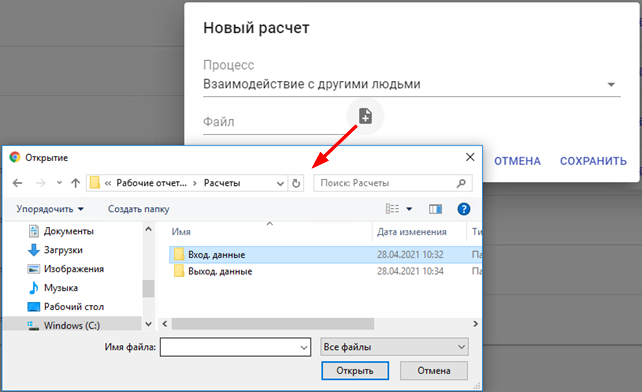 Новый расчет
Процесс
Взаимодействие с другими людьми
Файл
ОТМЕНА СОХРАНИТЬ
Открытие
« Рабочие отчет... › Расчеты
Поиск: Расчеты
Упорядочить Создать папку
Документы
Загрузки
Изображения
Музыка
Рабочий стол
Windows (C:)
Имя Дата изменения Ти
Вход. данные 28.04.2021 10:32 Па
Выход. данные 28.04.2021 10:34 Па
Имя файла: Все файлы
Открыть Отмена